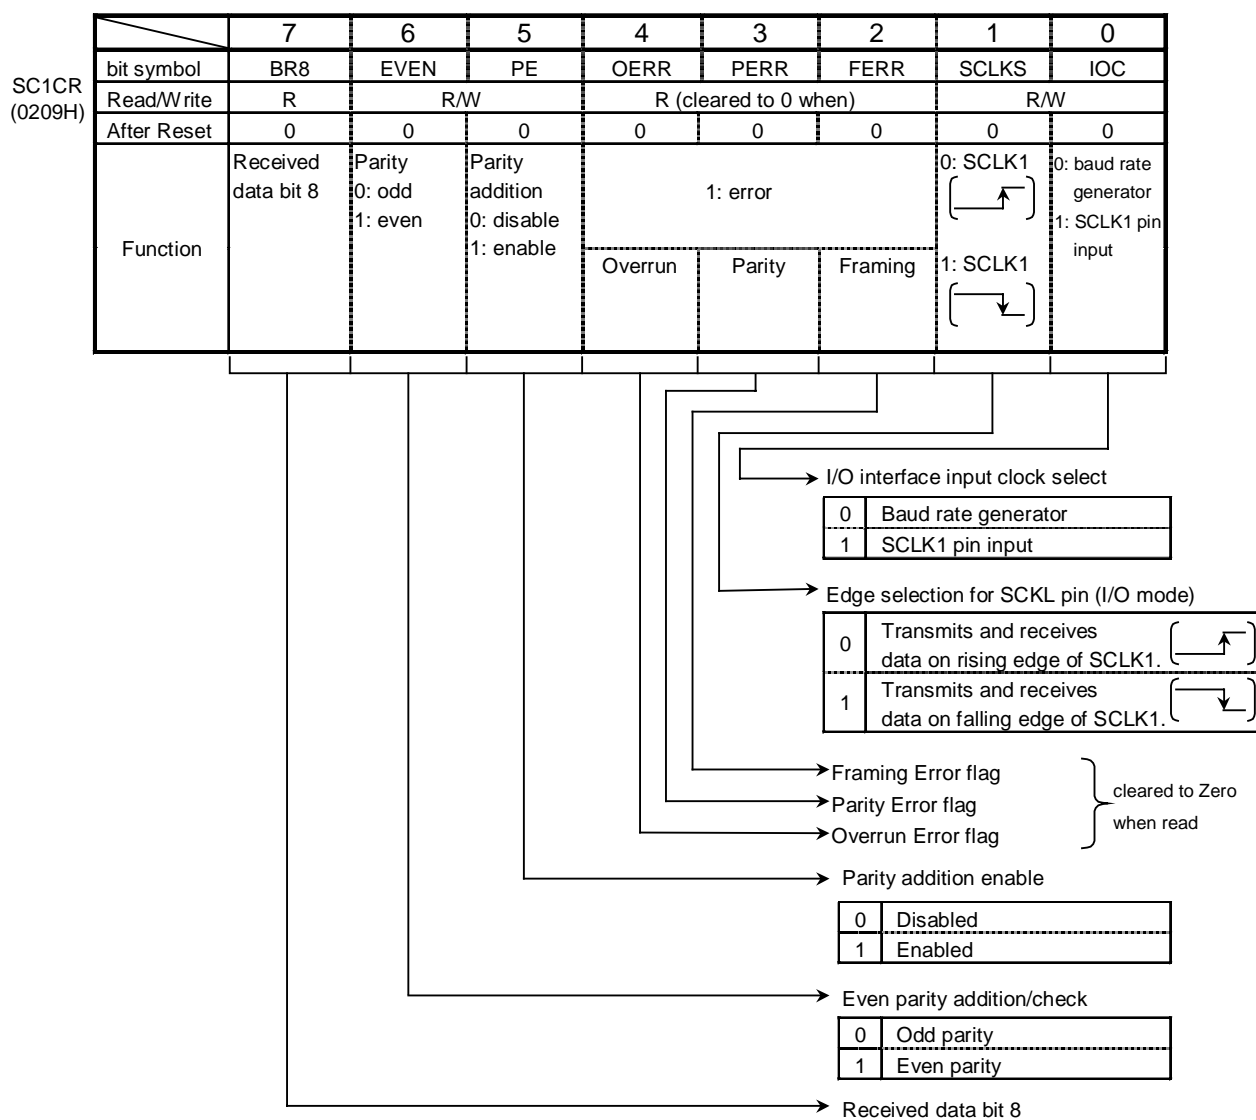 7 6 5 4 3 2 1 0
SC1CR
(0209H)
bit symbol BR8 EVEN PE OERR PERR FERR SCLKS IOC
Read/Write R R/W R (cleared to 0 when) R/W
After Reset 0 0 0 0 0 0 0 0
Function
Received
data bit 8
Parity
0: odd
1: even
Parity
addition
0: disable
1: enable
1: error
Overrun Parity Framing
0: SCLK1
1: SCLK1
0: baud rate
generator
1: SCLK1 pin
input
I/O interface input clock select
0 Baud rate generator
1 SCLK1 pin input
Edge selection for SCKL pin (I/O mode)
0 Transmits and receives
data on rising edge of SCLK1.
1 Transmits and receives
data on falling edge of SCLK1.
Framing Error flag
Parity Error flag
Overrun Error flag
cleared to Zero
when read
Parity addition enable
0 Disabled
1 Enabled
Even parity addition/check
0 Odd parity
1 Even parity
Received data bit 8